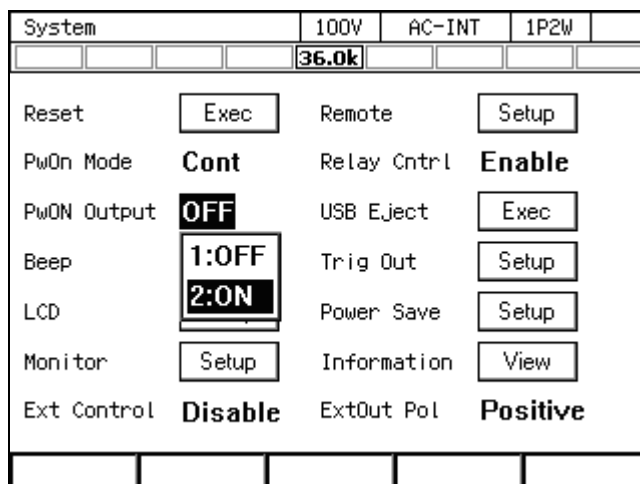 System 100V AC-INT 1P2W
36.0k
Reset Exec Remote Setup
PwOn Mode Cont Relay Cntrl Enable
PwON Output OFF USB Eject Exec
Beep 1:OFF Trig Out Setup
LCD 2:ON Power Save Setup
Monitor Setup Information View
Ext Control Disable ExtOut Pol Positive